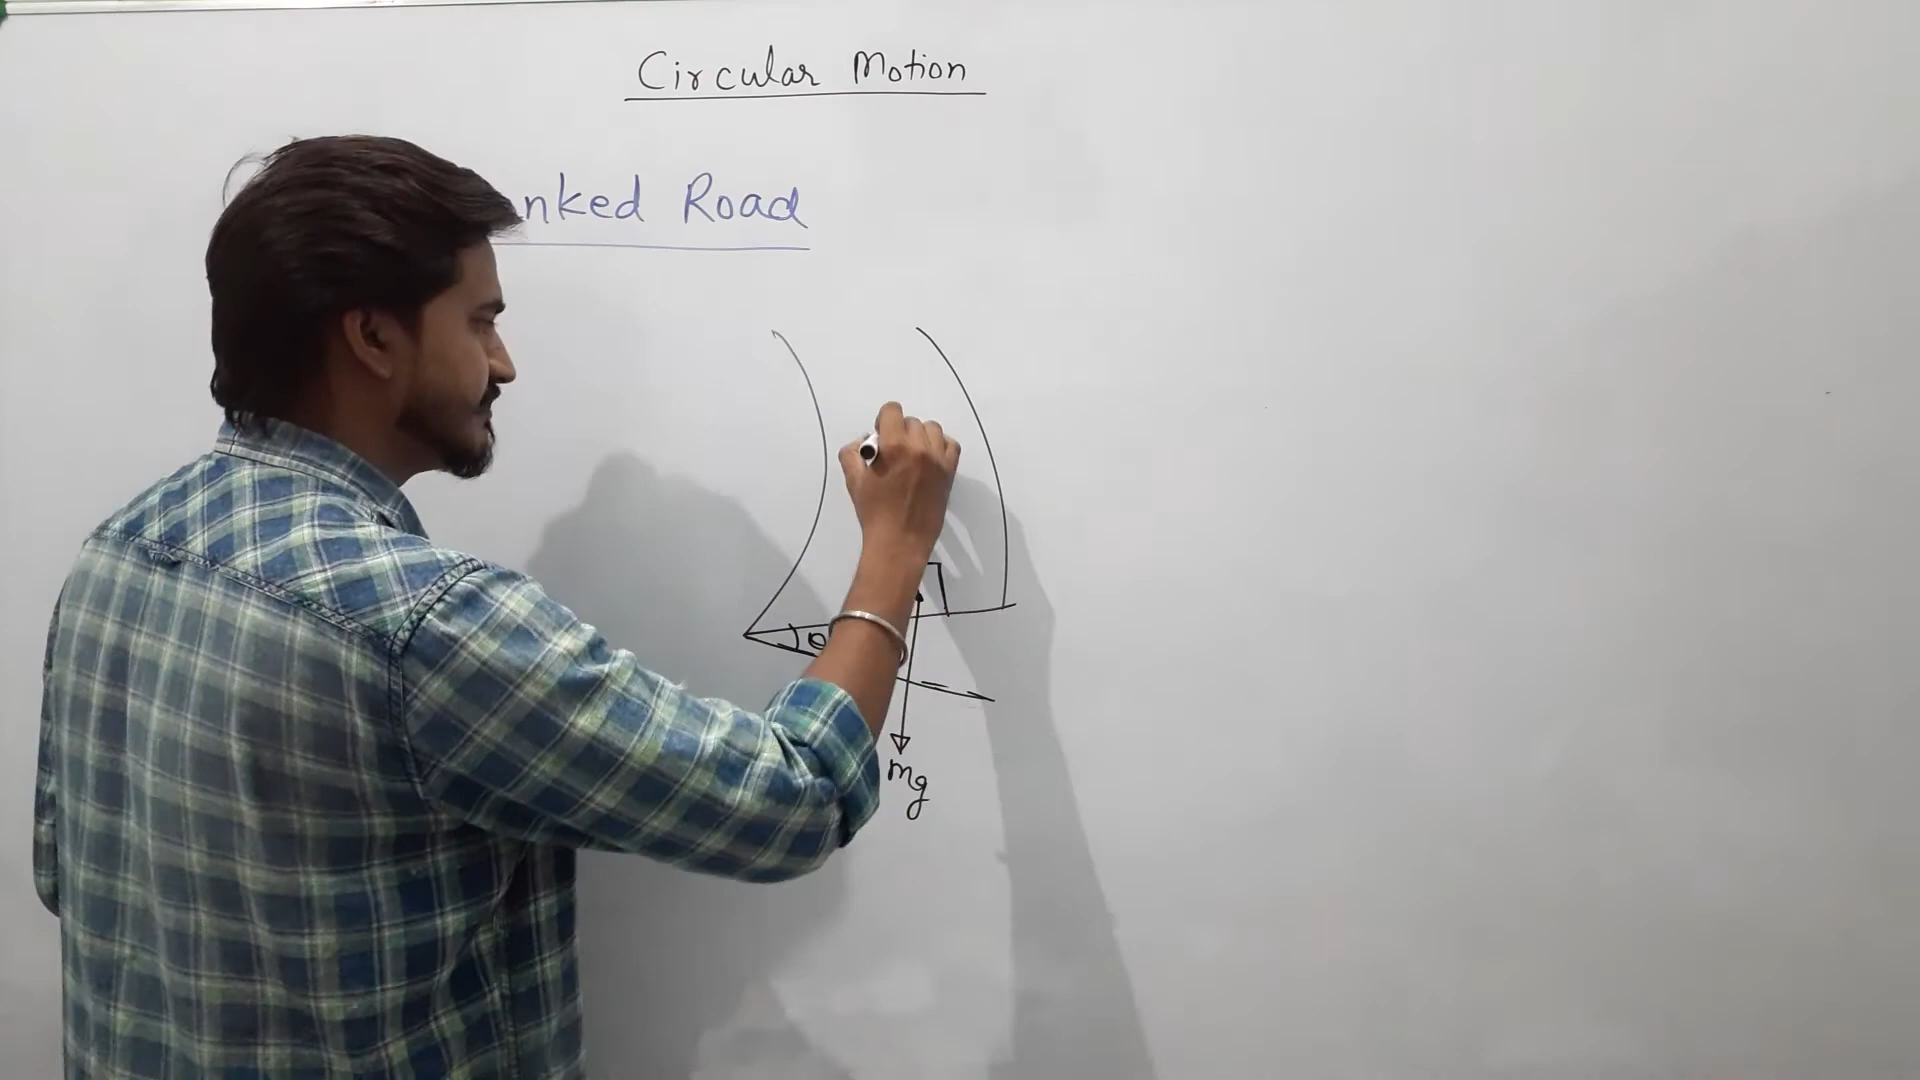 Circular Motion
nked Road
θ
mg